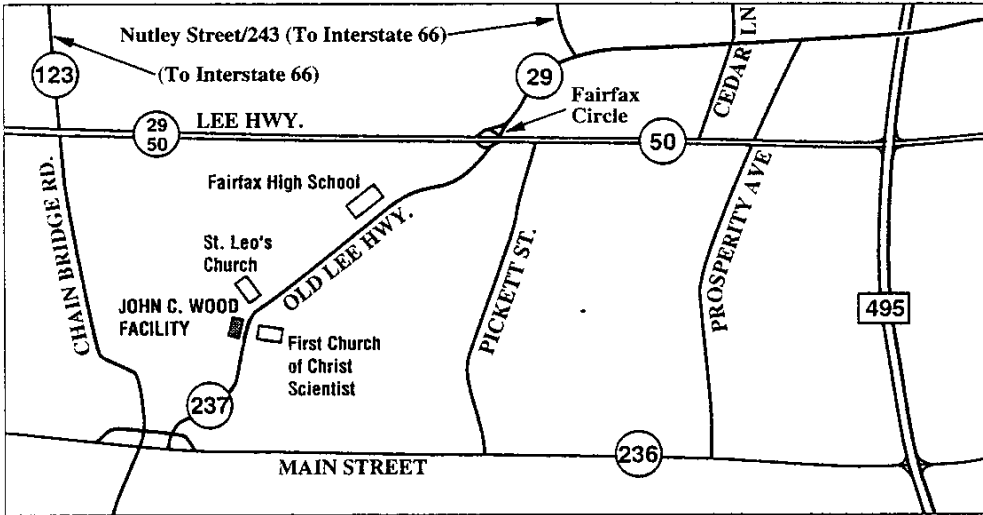 Nutley Street/243 (To Interstate 66)
(To Interstate 66)
123
29
CEDAR LN
Fairfax
Circle
29
50
LEE HWY.
50
Fairfax High School
CHAIN BRIDGE RD.
OLD LEE HWY.
St. Leo's
Church
PICKETT ST.
PROSPERITY AVE
JOHN C. WOOD
FACILITY
495
First Church
of Christ
Scientist
237
MAIN STREET
236